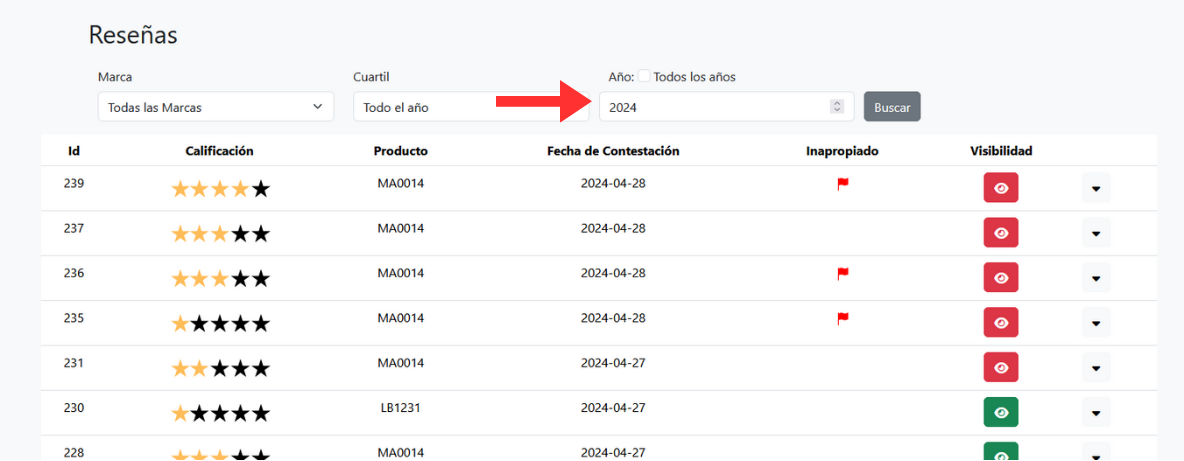 Reseñas
Marca Cuartil Año: Todos los años
Todas las Marcas Todo el año 2024 Buscar
Id Calificación Producto Fecha de Contestación Inapropiado Visibilidad
239 MA0014 2024-04-28
237 MA0014 2024-04-28
236 MA0014 2024-04-28
235 MA0014 2024-04-28
231 MA0014 2024-04-27
230 LB1231 2024-04-27
228 MA0014 2024-04-27